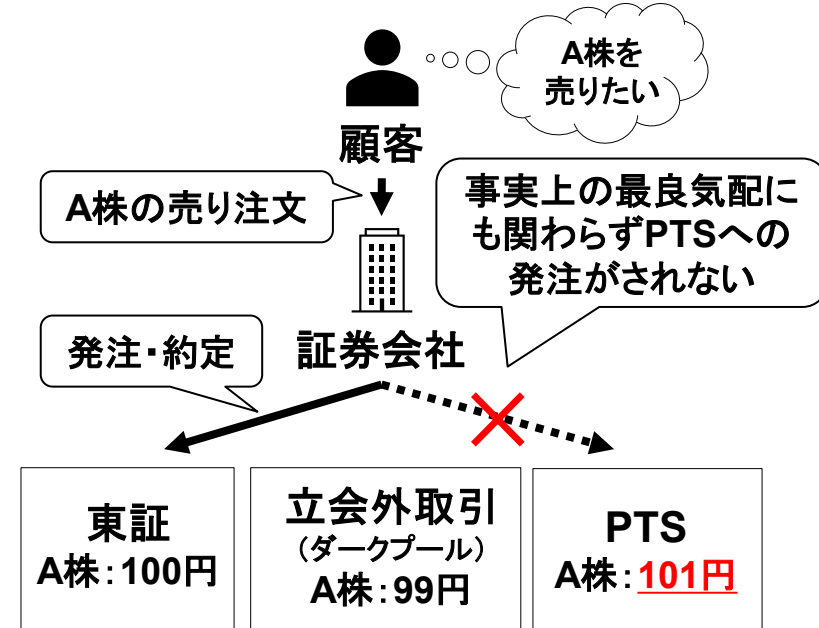 A株を
売りたい
顧客
A株の売り注文
事実上の最良気配に
も関わらずPTSへの
発注がされない
発注・約定
証券会社
東証
A株：100円
立会外取引
（ダークプール）
A株：99円
PTS
A株：101円